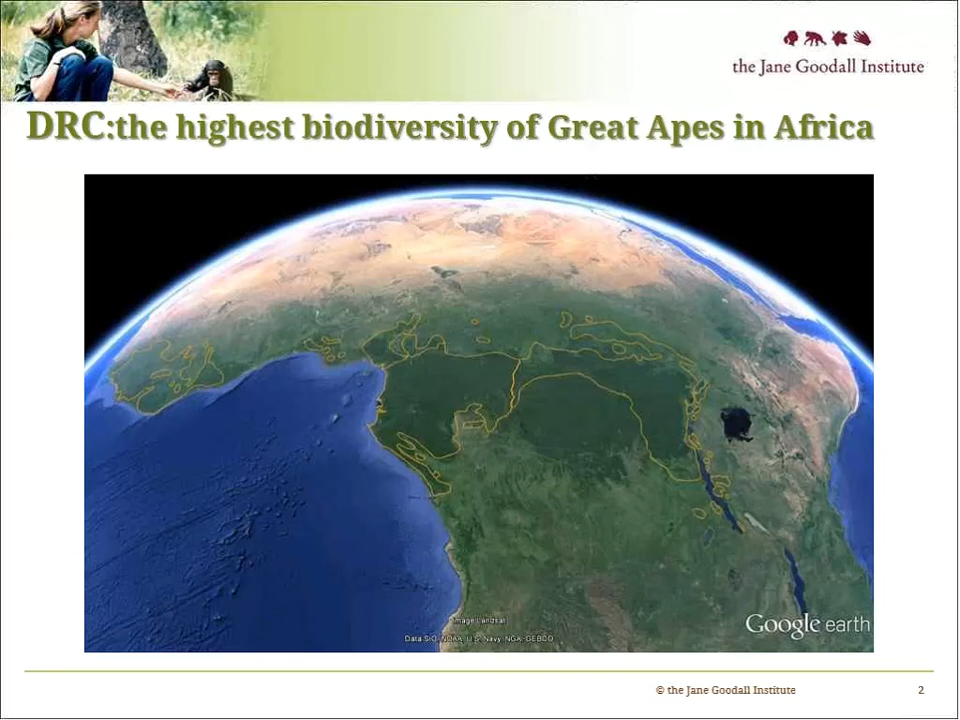 the Jane Goodall Institute
DRC:the highest biodiversity of Great Apes in Africa
Image Landsat
Data SIO, NOAA, U.S. Navy, NGA, GEBCO
Google earth
© the Jane Goodall Institute
2